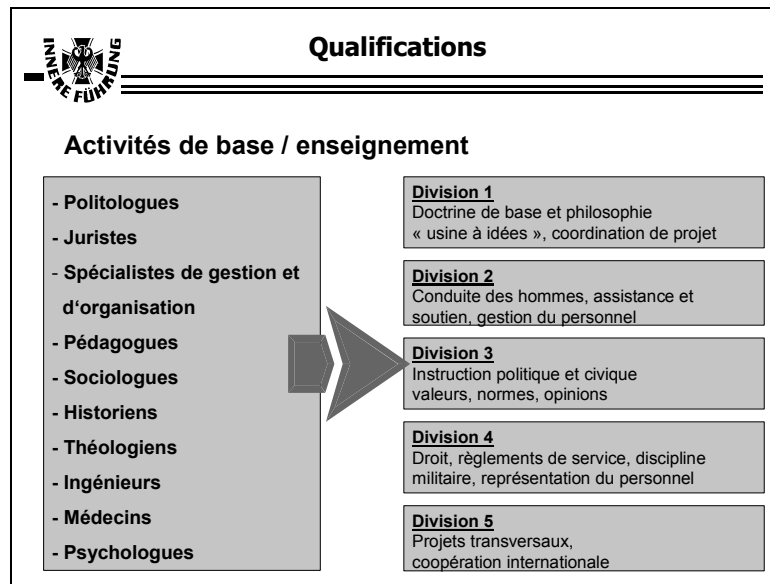 INNERE FÜHRUNG
Qualifications
Activités de base / enseignement
- Politologues
- Juristes
- Spécialistes de gestion et
d‘organisation
- Pédagogues
- Sociologues
- Historiens
- Théologiens
- Ingénieurs
- Médecins
- Psychologues
Division 1
Doctrine de base et philosophie
« usine à idées », coordination de projet
Division 2
Conduite des hommes, assistance et
soutien, gestion du personnel
Division 3
Instruction politique et civique
valeurs, normes, opinions
Division 4
Droit, règlements de service, discipline
militaire, représentation du personnel
Division 5
Projets transversaux,
coopération internationale